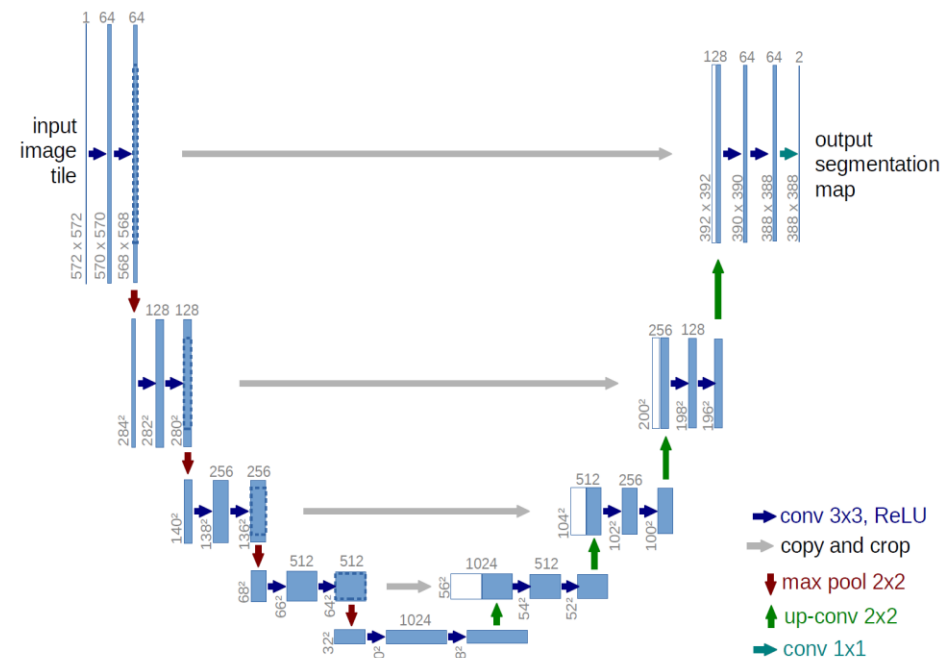 1 64 64
128 64 64 2
input
image
tile
output
segmentation
map
572 x 572
570 x 570
568 x 568
392 x 392
390 x 390
388 x 388
388 x 388
128 128
256 128
284²
282²
280²
200²
198²
196²
256 256
512 256
140²
138²
136²
104²
102²
100²
512 512
1024 512
68²
66²
64²
56²
54²
52²
1024
32²
0²
8²
conv 3x3, ReLU
copy and crop
max pool 2x2
up-conv 2x2
conv 1x1